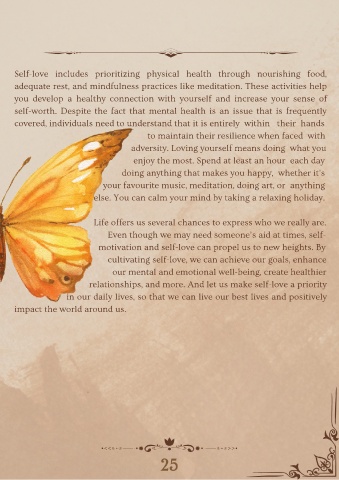 Self-love includes prioritizing physical health through nourishing food,
adequate rest, and mindfulness practices like meditation. These activities help
you develop a healthy connection with yourself and increase your sense of
self-worth. Despite the fact that mental health is an issue that is frequently
covered, individuals need to understand that it is entirely within their hands
to maintain their resilience when faced with
adversity. Loving yourself means doing what you
enjoy the most. Spend at least an hour each day
doing anything that makes you happy, whether it's
your favourite music, meditation, doing art, or anything
else. You can calm your mind by taking a relaxing holiday.
Life offers us several chances to express who we really are.
Even though we may need someone's aid at times, self-
motivation and self-love can propel us to new heights. By
cultivating self-love, we can achieve our goals, enhance
our mental and emotional well-being, create healthier
relationships, and more. And let us make self-love a priority
in our daily lives, so that we can live our best lives and positively
impact the world around us.
25